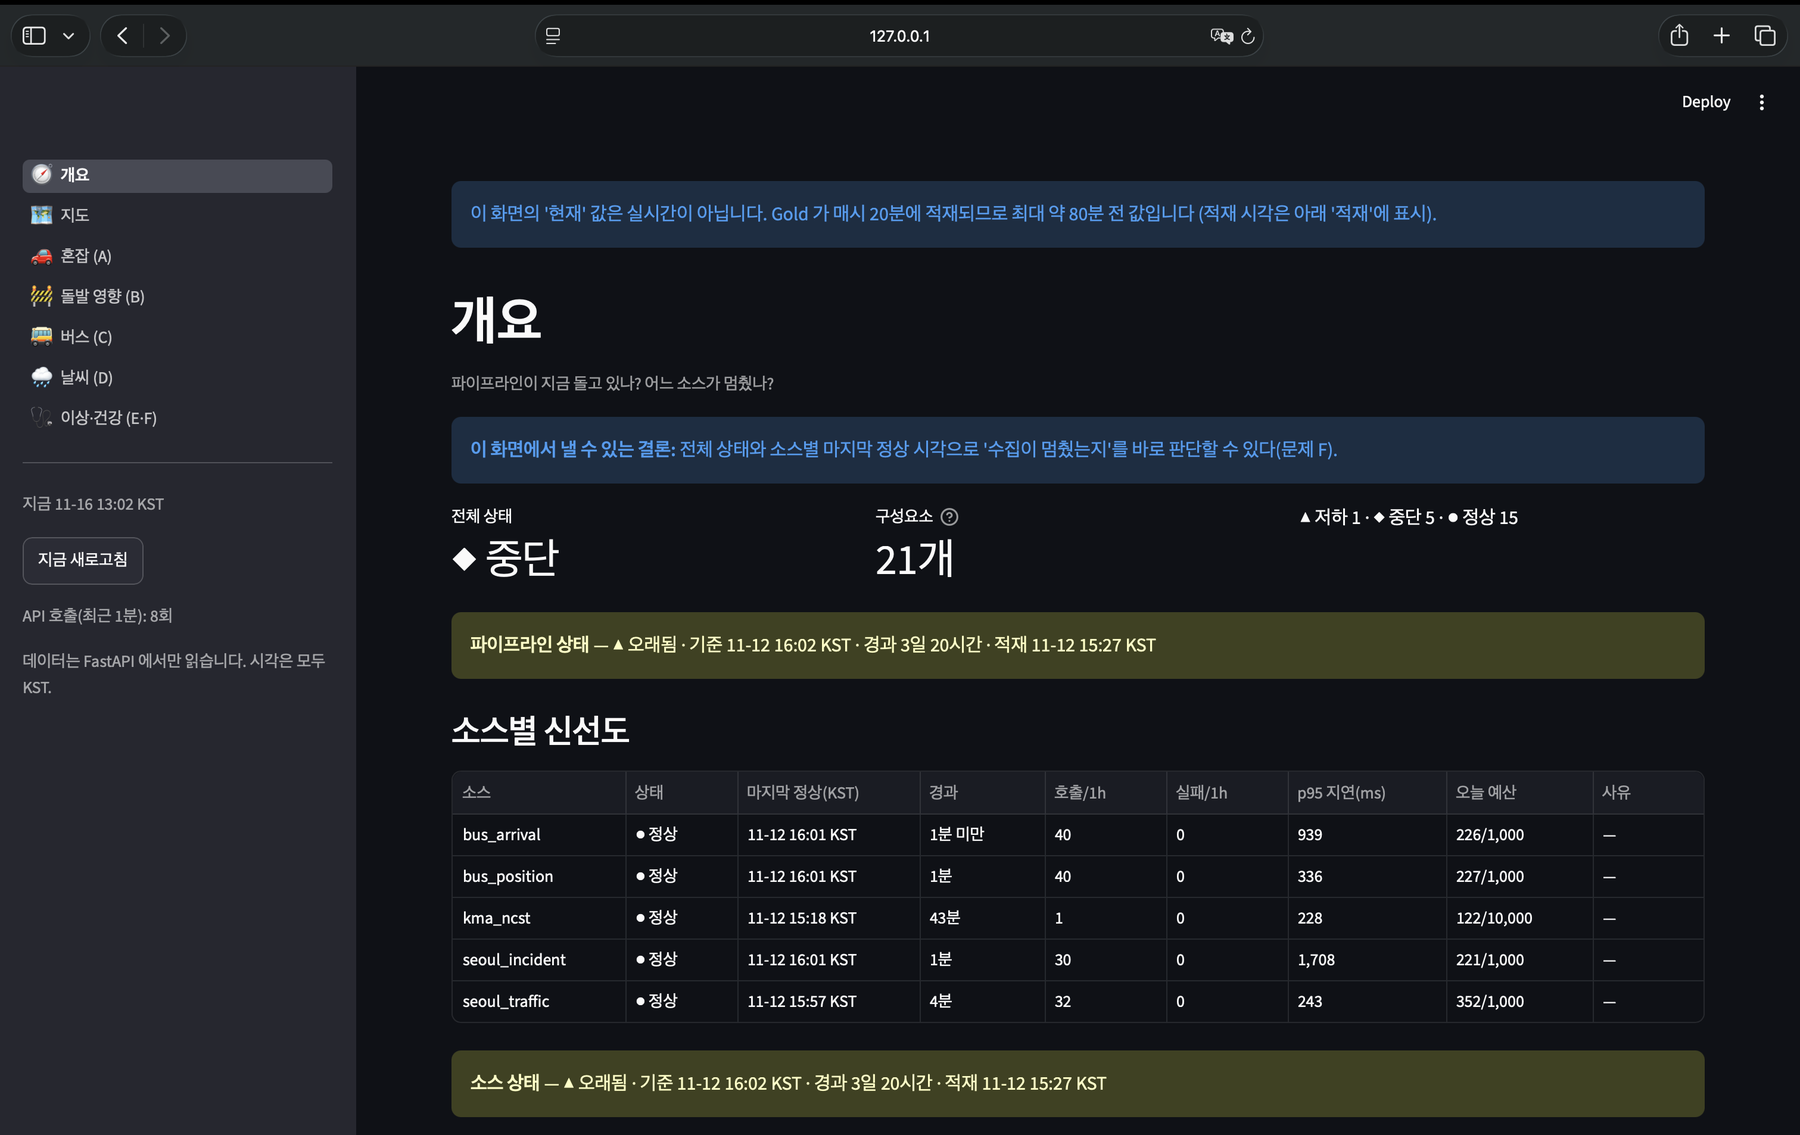 127.0.0.1
Deploy
개요
지도
혼잡 (A)
돌발 영향 (B)
버스 (C)
날씨 (D)
이상·건강 (E·F)
지금 11-16 13:02 KST
지금 새로고침
API 호출(최근 1분): 8회
데이터는 FastAPI 에서만 읽습니다. 시각은 모두
KST.
이 화면의 '현재' 값은 실시간이 아닙니다. Gold 가 매시 20분에 적재되므로 최대 약 80분 전 값입니다 (적재 시각은 아래 '적재'에 표시).
개요
파이프라인이 지금 돌고 있나? 어느 소스가 멈췄나?
이 화면에서 낼 수 있는 결론: 전체 상태와 소스별 마지막 정상 시각으로 '수집이 멈췄는지'를 바로 판단할 수 있다(문제 F).
전체 상태
◆ 중단
구성요소
21개
▲ 저하 1 · ◆ 중단 5 · ● 정상 15
파이프라인 상태 — ▲ 오래됨 · 기준 11-12 16:02 KST · 경과 3일 20시간 · 적재 11-12 15:27 KST
소스별 신선도
소스 상태 마지막 정상(KST) 경과 호출/1h 실패/1h p95 지연(ms) 오늘 예산 사유
bus_arrival ● 정상 11-12 16:01 KST 1분 미만 40 0 939 226/1,000 —
bus_position ● 정상 11-12 16:01 KST 1분 40 0 336 227/1,000 —
kma_ncst ● 정상 11-12 15:18 KST 43분 1 0 228 122/10,000 —
seoul_incident ● 정상 11-12 16:01 KST 1분 30 0 1,708 221/1,000 —
seoul_traffic ● 정상 11-12 15:57 KST 4분 32 0 243 352/1,000 —
소스 상태 — ▲ 오래됨 · 기준 11-12 16:02 KST · 경과 3일 20시간 · 적재 11-12 15:27 KST